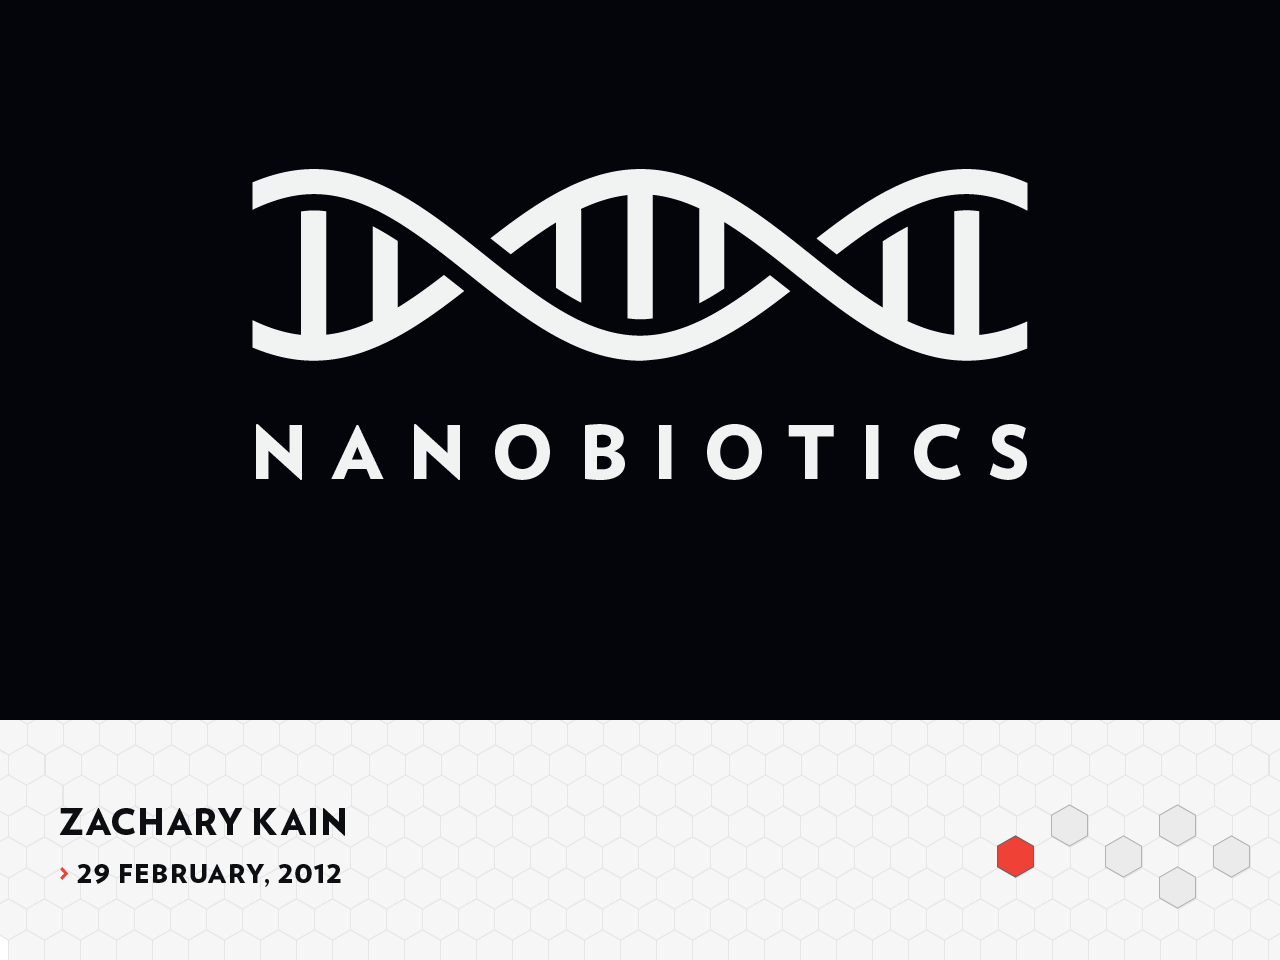 NANOBIOTICS
ZACHARY KAIN
› 29 FEBRUARY, 2012